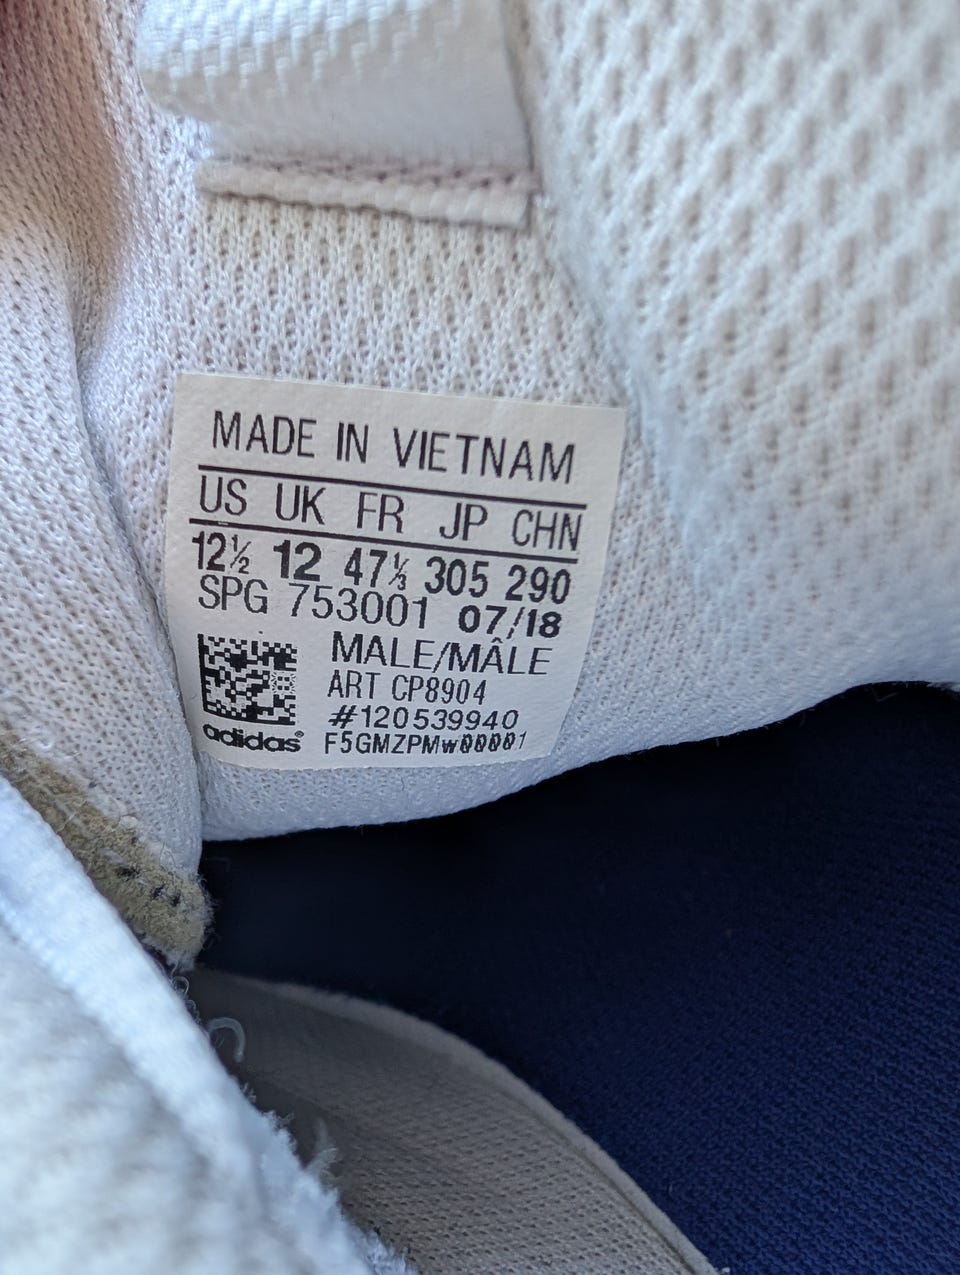 MADE IN VIETNAM
US UK FR JP CHN
12½ 12 47⅓ 305 290
SPG 753001 07/18
MALE/MÂLE
ART CP8904
#120539940
adidas F5GMZPMw00001